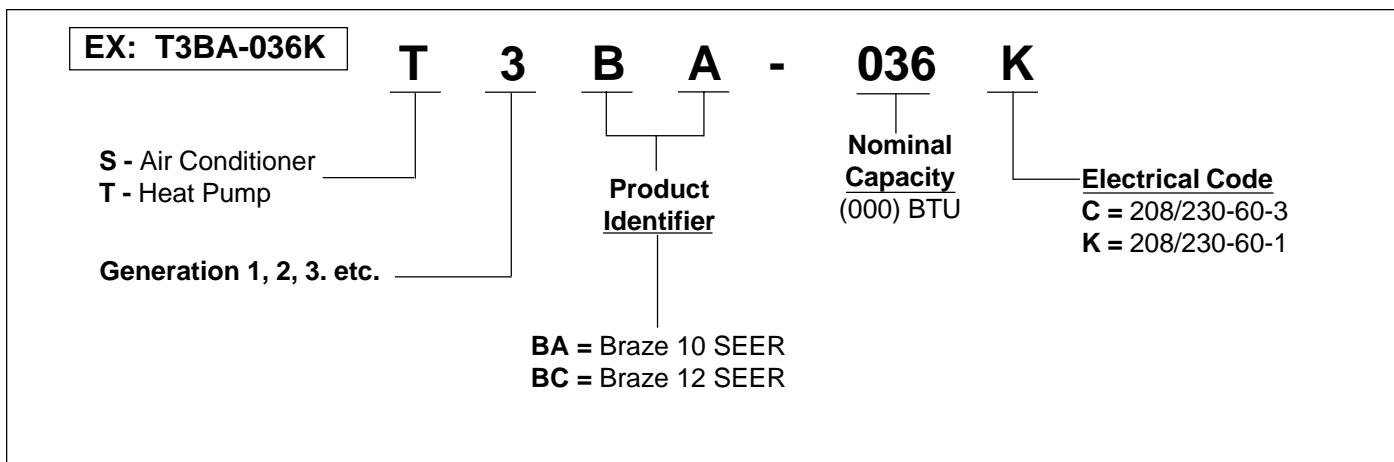 EX: T3BA-036K
T 3 B A - 036 K
S - Air Conditioner
T - Heat Pump
Generation 1, 2, 3. etc.
Product
Identifier
BA = Braze 10 SEER
BC = Braze 12 SEER
Nominal
Capacity
(000) BTU
Electrical Code
C = 208/230-60-3
K = 208/230-60-1